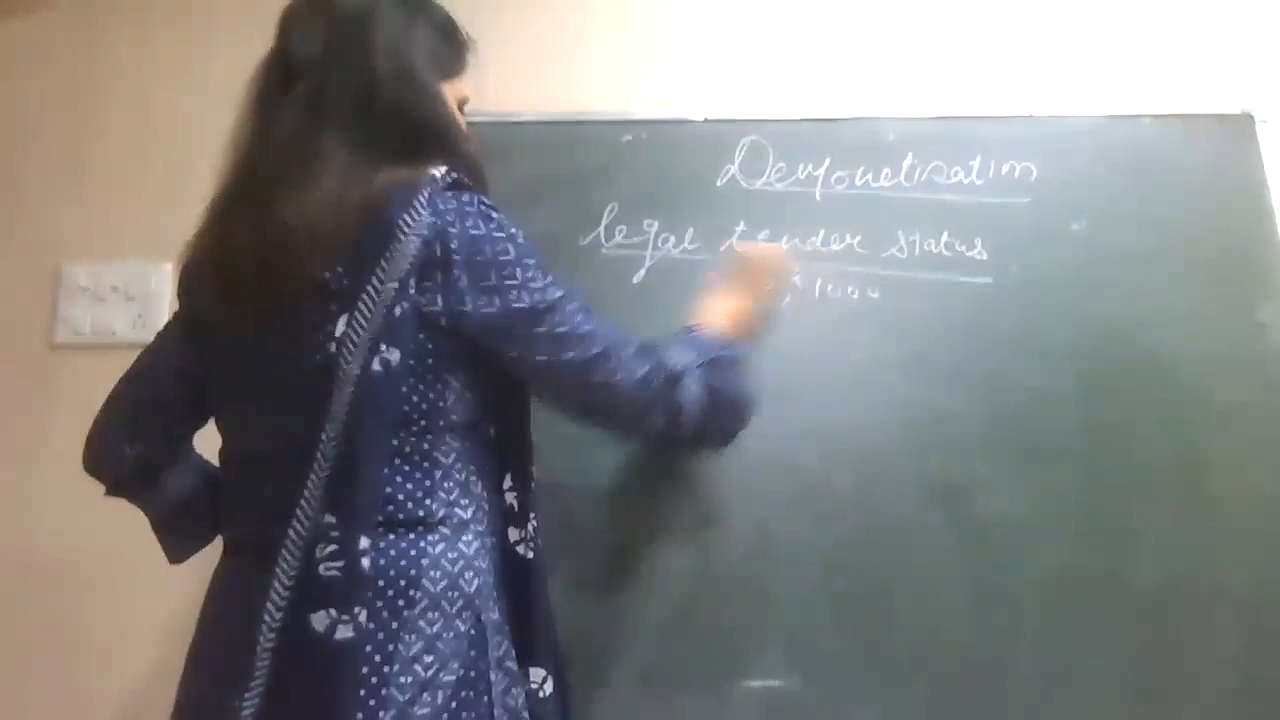 Demonetisation
legal tender status
₹1000